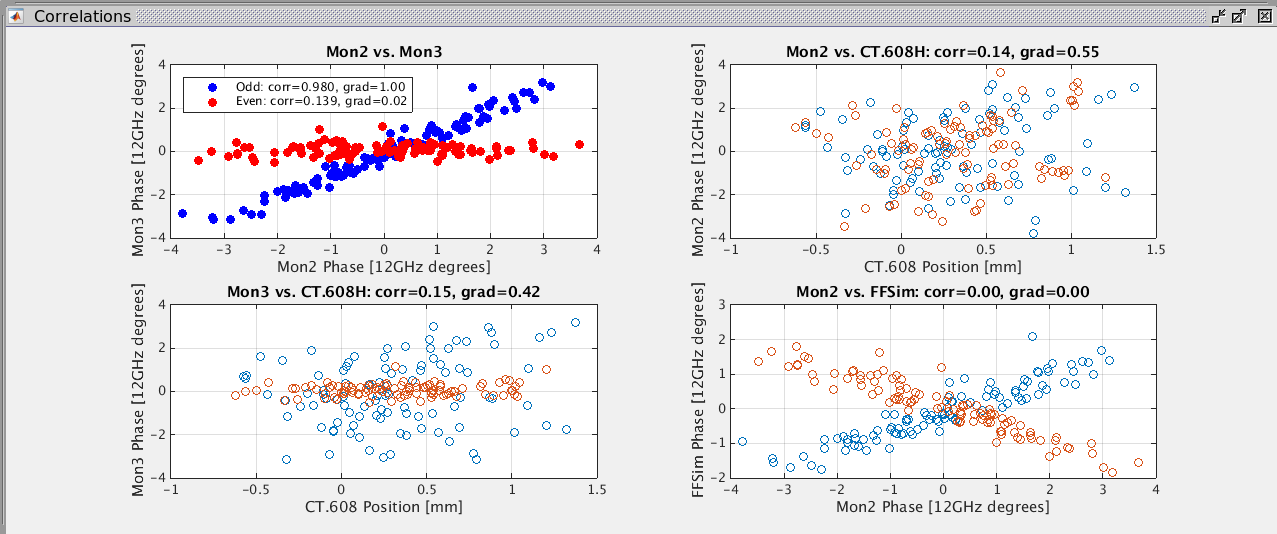 Correlations
Mon2 vs. Mon3
Mon3 Phase [12GHz degrees]
4
2
0
−2
−4
Odd: corr=0.980, grad=1.00
Even: corr=0.139, grad=0.02
−4 −3 −2 −1 0 1 2 3 4
Mon2 Phase [12GHz degrees]
Mon2 vs. CT.608H: corr=0.14, grad=0.55
Mon2 Phase [12GHz degrees]
4
2
0
−2
−4
−1 −0.5 0 0.5 1 1.5
CT.608 Position [mm]
Mon3 vs. CT.608H: corr=0.15, grad=0.42
Mon3 Phase [12GHz degrees]
4
2
0
−2
−4
−1 −0.5 0 0.5 1 1.5
CT.608 Position [mm]
Mon2 vs. FFSim: corr=0.00, grad=0.00
FFSim Phase [12GHz degrees]
3
2
1
0
−1
−2
−4 −3 −2 −1 0 1 2 3 4
Mon2 Phase [12GHz degrees]